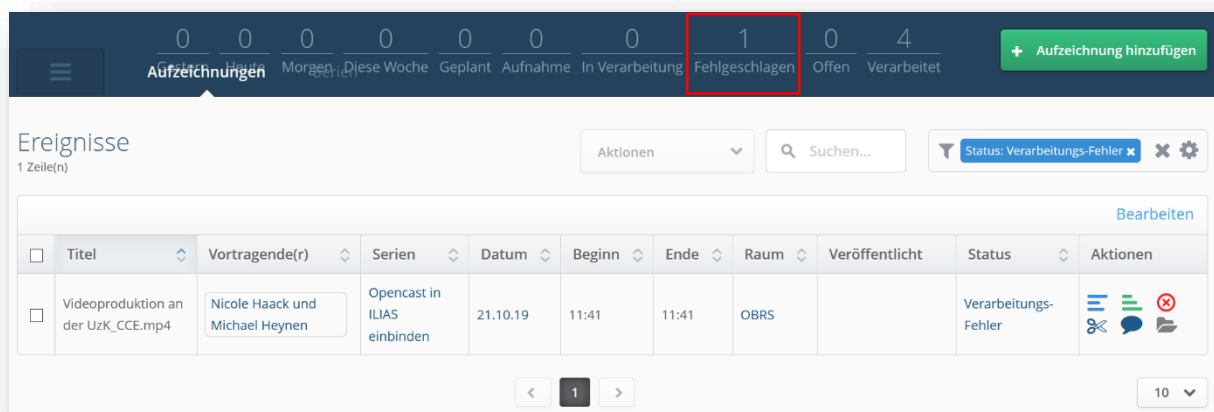 0 0 0 0 0 0 0 1 0 4
Gestern Heute Morgen Diese Woche Geplant Aufnahme In Verarbeitung Fehlgeschlagen Offen Verarbeitet
Aufzeichnungen Serien
+ Aufzeichnung hinzufügen
Ereignisse
1 Zeile(n)
Aktionen
Suchen...
Status: Verarbeitungs-Fehler x
Bearbeiten
Titel Vortragende(r) Serien Datum Beginn Ende Raum Veröffentlicht Status Aktionen
Videoproduktion an
der UzK_CCE.mp4
Nicole Haack und
Michael Heynen
Opencast in
ILIAS
einbinden
21.10.19
11:41
11:41
OBRS
Verarbeitungs-
Fehler
< 1 >
10